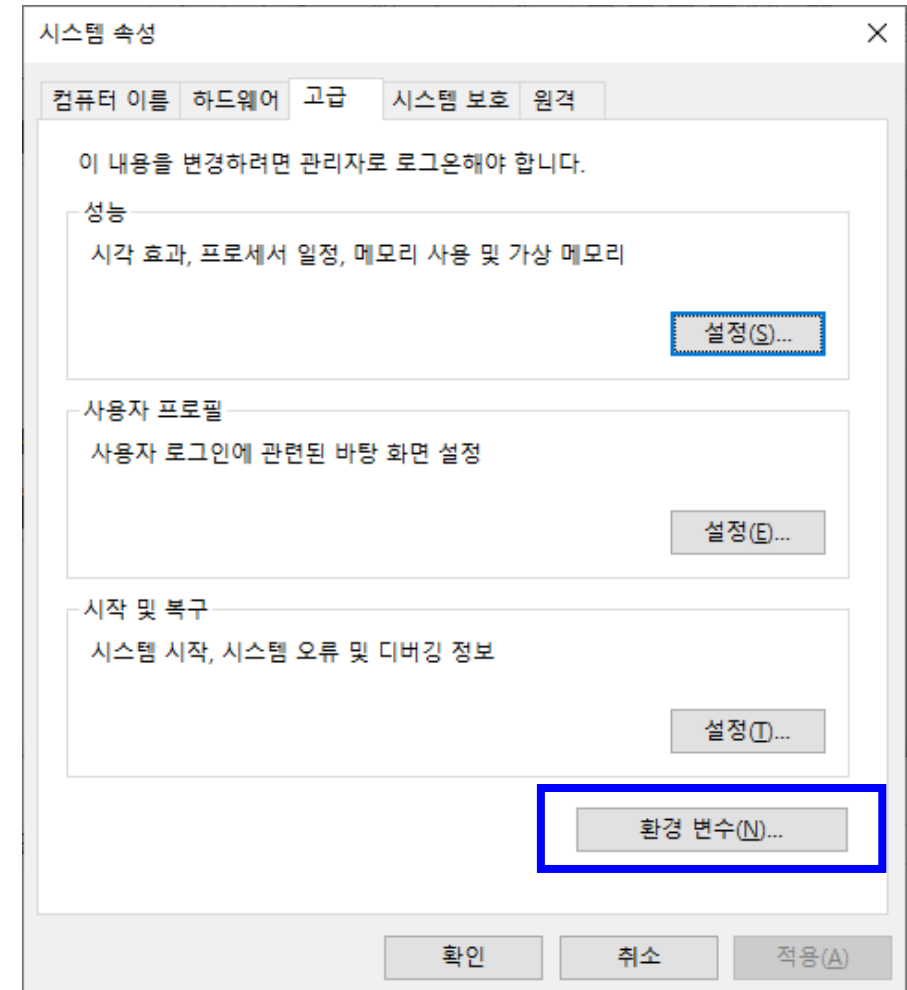 시스템 속성
컴퓨터 이름 하드웨어 고급 시스템 보호 원격
이 내용을 변경하려면 관리자로 로그온해야 합니다.
성능
시각 효과, 프로세서 일정, 메모리 사용 및 가상 메모리
설정(S)...
사용자 프로필
사용자 로그인에 관련된 바탕 화면 설정
설정(E)...
시작 및 복구
시스템 시작, 시스템 오류 및 디버깅 정보
설정(T)...
환경 변수(N)...
확인 취소 적용(A)